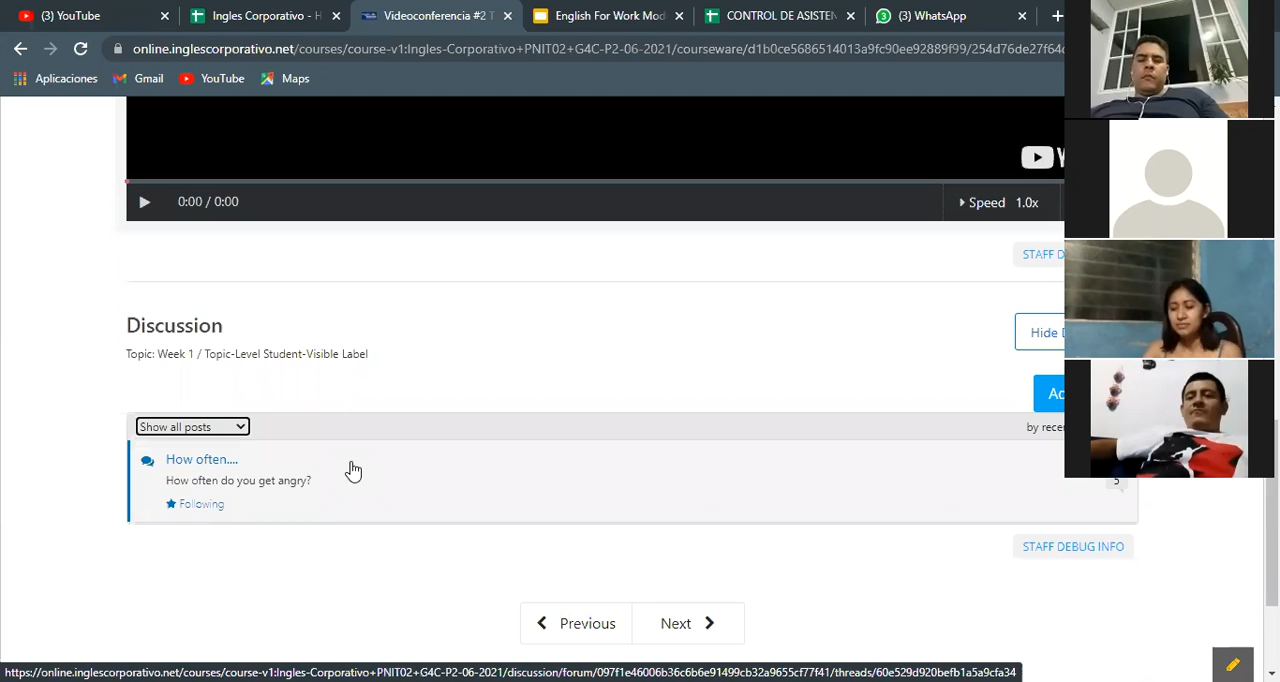 (3) YouTube
Ingles Corporativo - H
Videoconferencia #2 T
English For Work Mod
CONTROL DE ASISTEN
(3) WhatsApp
online.inglescorporativo.net/courses/course-v1:Ingles-Corporativo+PNIT02+G4C-P2-06-2021/courseware/d1b0ce5686514013a9fc90ee92889f99/254d76de27f64c
Aplicaciones
Gmail
YouTube
Maps
0:00 / 0:00
Speed 1.0x
STAFF D
Discussion
Hide D
Topic: Week 1 / Topic-Level Student-Visible Label
Ad
Show all posts
by recen
How often....
How often do you get angry?
5
Following
STAFF DEBUG INFO
Previous
Next
https://online.inglescorporativo.net/courses/course-v1:Ingles-Corporativo+PNIT02+G4C-P2-06-2021/discussion/forum/097f1e46006b36c6b6e91499cb32a9655cf77f41/threads/60e529d920befb1a5a9cfa34